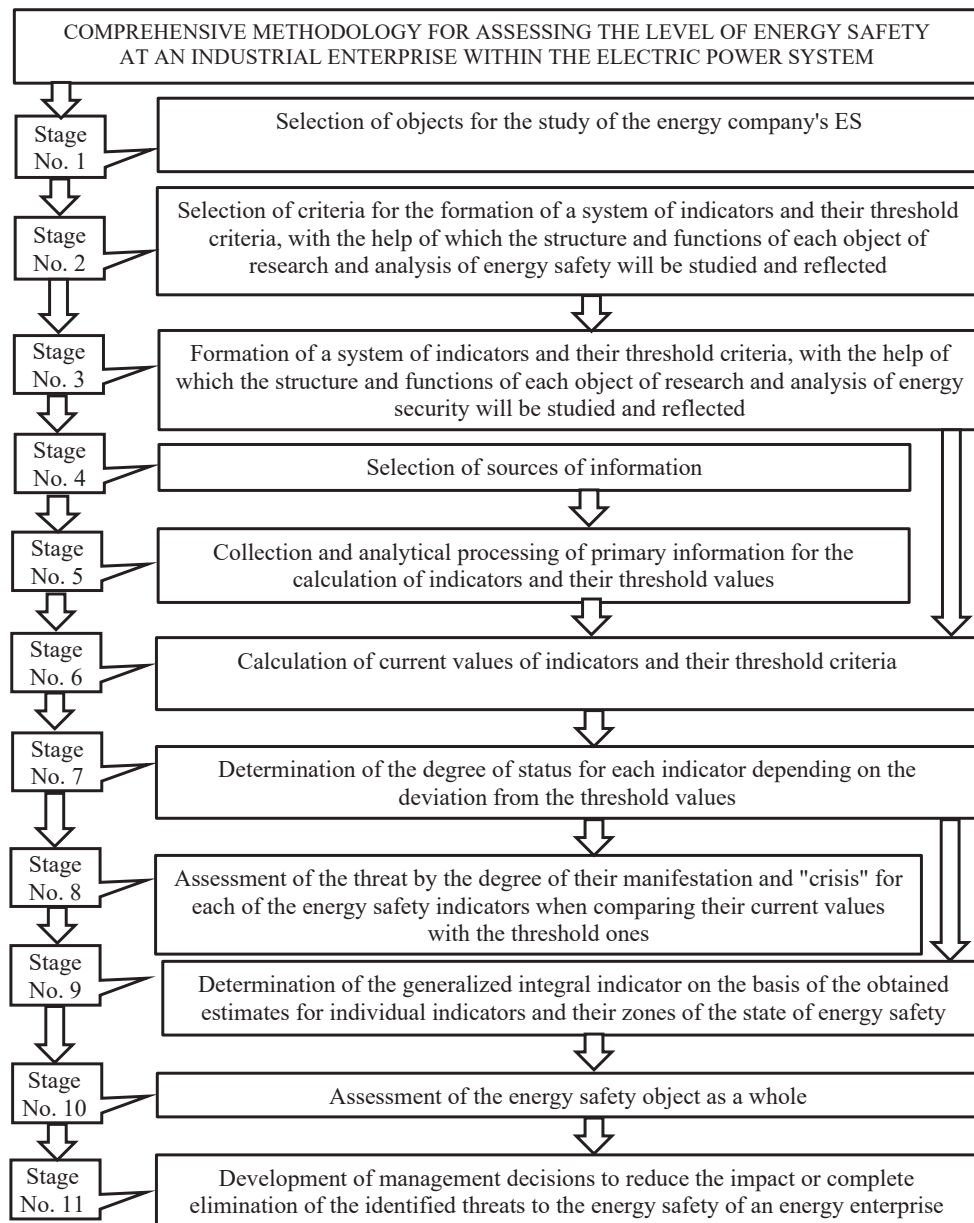 COMPREHENSIVE METHODOLOGY FOR ASSESSING THE LEVEL OF ENERGY SAFETY
AT AN INDUSTRIAL ENTERPRISE WITHIN THE ELECTRIC POWER SYSTEM
Stage
No. 1
Selection of objects for the study of the energy company's ES
Stage
No. 2
Selection of criteria for the formation of a system of indicators and their threshold
criteria, with the help of which the structure and functions of each object of
research and analysis of energy safety will be studied and reflected
Stage
No. 3
Formation of a system of indicators and their threshold criteria, with the help of
which the structure and functions of each object of research and analysis of energy
security will be studied and reflected
Stage
No. 4
Selection of sources of information
Stage
No. 5
Collection and analytical processing of primary information for the
calculation of indicators and their threshold values
Stage
No. 6
Calculation of current values of indicators and their threshold criteria
Stage
No. 7
Determination of the degree of status for each indicator depending on the
deviation from the threshold values
Stage
No. 8
Assessment of the threat by the degree of their manifestation and "crisis" for
each of the energy safety indicators when comparing their current values
with the threshold ones
Stage
No. 9
Determination of the generalized integral indicator on the basis of the obtained
estimates for individual indicators and their zones of the state of energy safety
Stage
No. 10
Assessment of the energy safety object as a whole
Stage
No. 11
Development of management decisions to reduce the impact or complete
elimination of the identified threats to the energy safety of an energy enterprise